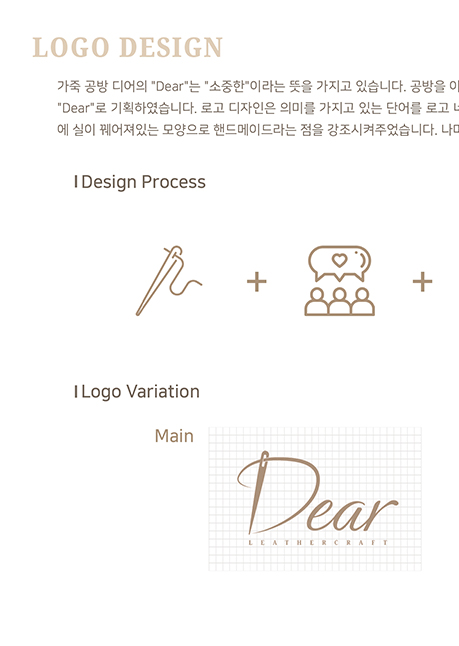 LOGO DESIGN
가죽 공방 디어의 "Dear"는 "소중한"이라는 뜻을 가지고 있습니다. 공방을 이
"Dear"로 기획하였습니다. 로고 디자인은 의미를 가지고 있는 단어를 로고
에 실이 꿰어져있는 모양으로 핸드메이드라는 점을 강조시켜주었습니다. 나머
Design Process
+ +
Logo Variation
Main
Dear
LEATHERCRAFT